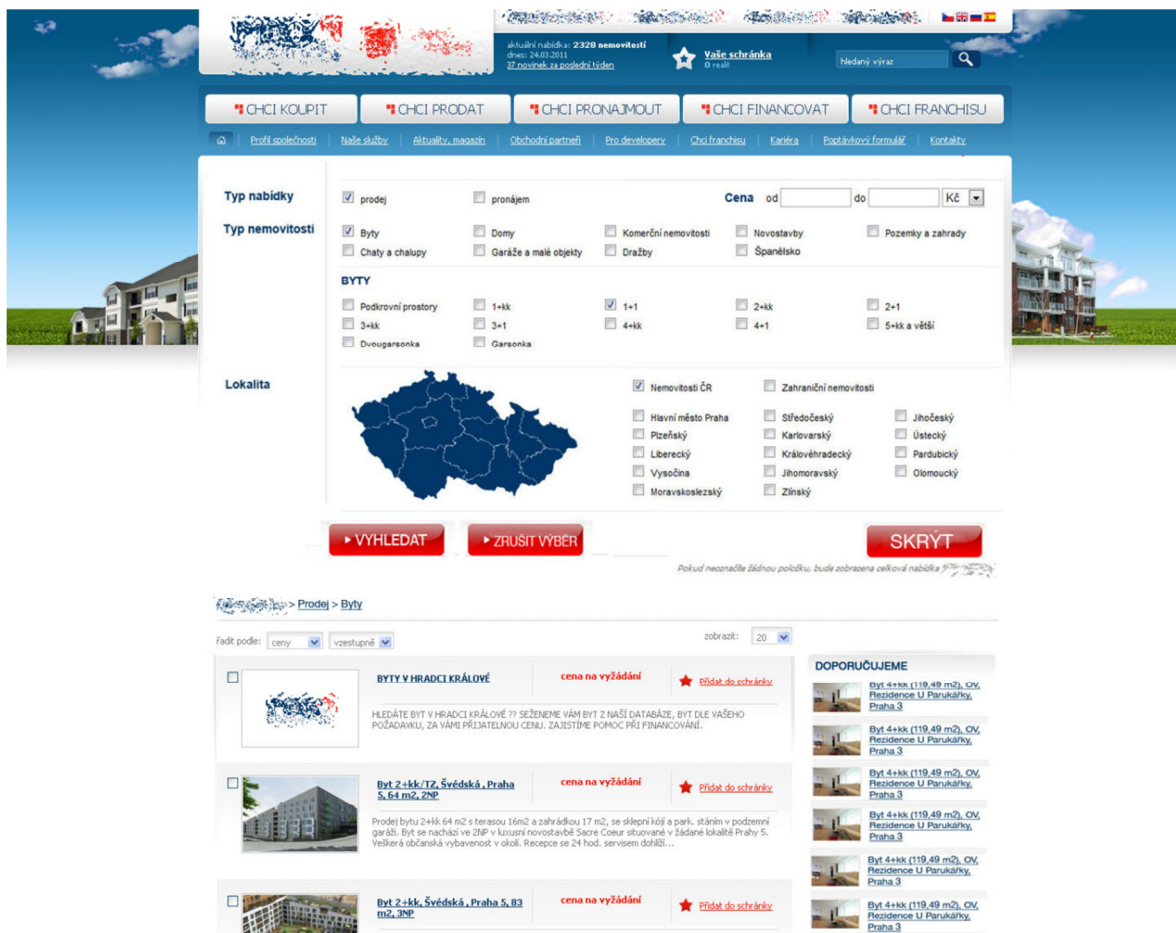 aktuální nabídka: 2328 nemovitostí
dnes: 24.03.2011
37 novinek za poslední týden
Vaše schránka
0 realit
hledaný výraz
CHCI KOUPIT
CHCI PRODAT
CHCI PRONAJMOUT
CHCI FINANCOVAT
CHCI FRANCHISU
Profil společnosti
Naše služby
Aktuality, magazín
Obchodní partneři
Pro developery
Chci franchisu
Kariéra
Poptávkový formulář
Kontakty
Typ nabídky
prodej
pronájem
Cena od do Kč
Typ nemovitosti
Byty
Domy
Komerční nemovitosti
Novostavby
Pozemky a zahrady
Chaty a chalupy
Garáže a malé objekty
Dražby
Španělsko
BYTY
Podkrovní prostory
1+kk
1+1
2+kk
2+1
3+kk
3+1
4+kk
4+1
5+kk a větší
Dvougarsonka
Garsonka
Lokalita
Nemovitosti ČR
Zahraniční nemovitosti
Hlavní město Praha
Středočeský
Jihočeský
Plzeňský
Karlovarský
Ústecký
Liberecký
Královéhradecký
Pardubický
Vysočina
Jihomoravský
Olomoucký
Moravskoslezský
Zlínský
VYHLEDAT
ZRUŠIT VÝBĚR
SKRÝT
Pokud neoznačíte žádnou položku, bude zobrazena celková nabídka
> Prodej > Byty
řadit podle: ceny vzestupně
zobrazit: 20
BYTY V HRADCI KRÁLOVÉ
cena na vyžádání
Přidat do schránky
HLEDÁTE BYT V HRADCI KRÁLOVÉ ?? SEŽENEME VÁM BYT Z NAŠÍ DATABÁZE, BYT DLE VAŠEHO
POŽADAVKU, ZA VÁMI PŘIJATELNOU CENU. ZAJISTÍME POMOC PŘI FINANCOVÁNÍ.
Byt 2+kk/TZ, Švédská , Praha
5, 64 m2, 2NP
cena na vyžádání
Přidat do schránky
Prodej bytu 2+kk 64 m2 s terasou 16m2 a zahrádkou 17 m2, se sklepní kójí a park. stáním v podzemní
garáži. Byt se nachází ve 2NP v luxusní novostavbě Sacre Coeur situované v žádané lokalitě Prahy 5.
Veškerá občanská vybavenost v okolí. Recepce se 24 hod. servisem dohlíží...
Byt 2+kk, Švédská , Praha 5, 83
m2, 3NP
cena na vyžádání
Přidat do schránky
DOPORUČUJEME
Byt 4+kk (119,49 m2), OV,
Rezidence U Parukářky,
Praha 3
Byt 4+kk (119,49 m2), OV,
Rezidence U Parukářky,
Praha 3
Byt 4+kk (119,49 m2), OV,
Rezidence U Parukářky,
Praha 3
Byt 4+kk (119,49 m2), OV,
Rezidence U Parukářky,
Praha 3
Byt 4+kk (119,49 m2), OV,
Rezidence U Parukářky,
Praha 3
Byt 4+kk (119,49 m2), OV,
Rezidence U Parukářky,
Praha 3